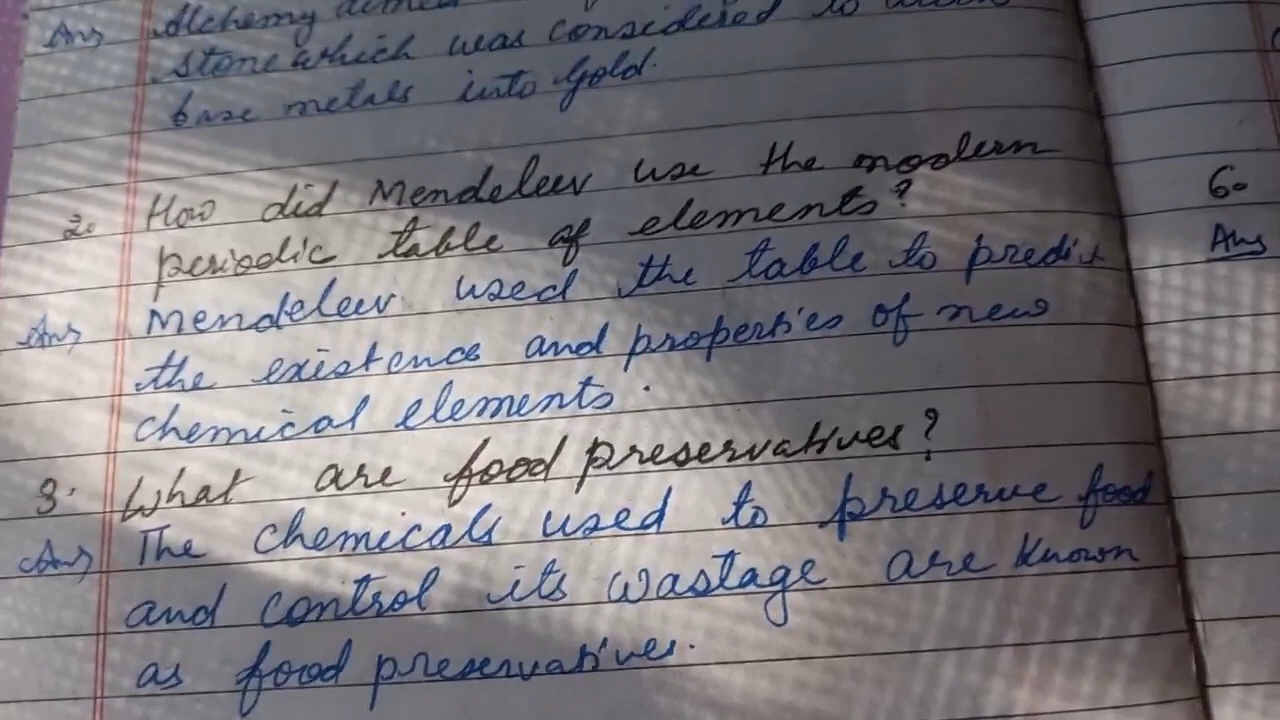 Ans Alchemy aimed
stone which was considered to
base metals into Gold.
2. How did Mendeleev use the modern
periodic table of elements?
Ans Mendeleev used the table to predict
the existence and properties of new
chemical elements.
3. What are food preservatives?
Ans The chemicals used to preserve food
and control its wastage are known
as food preservatives.
6.
Ans